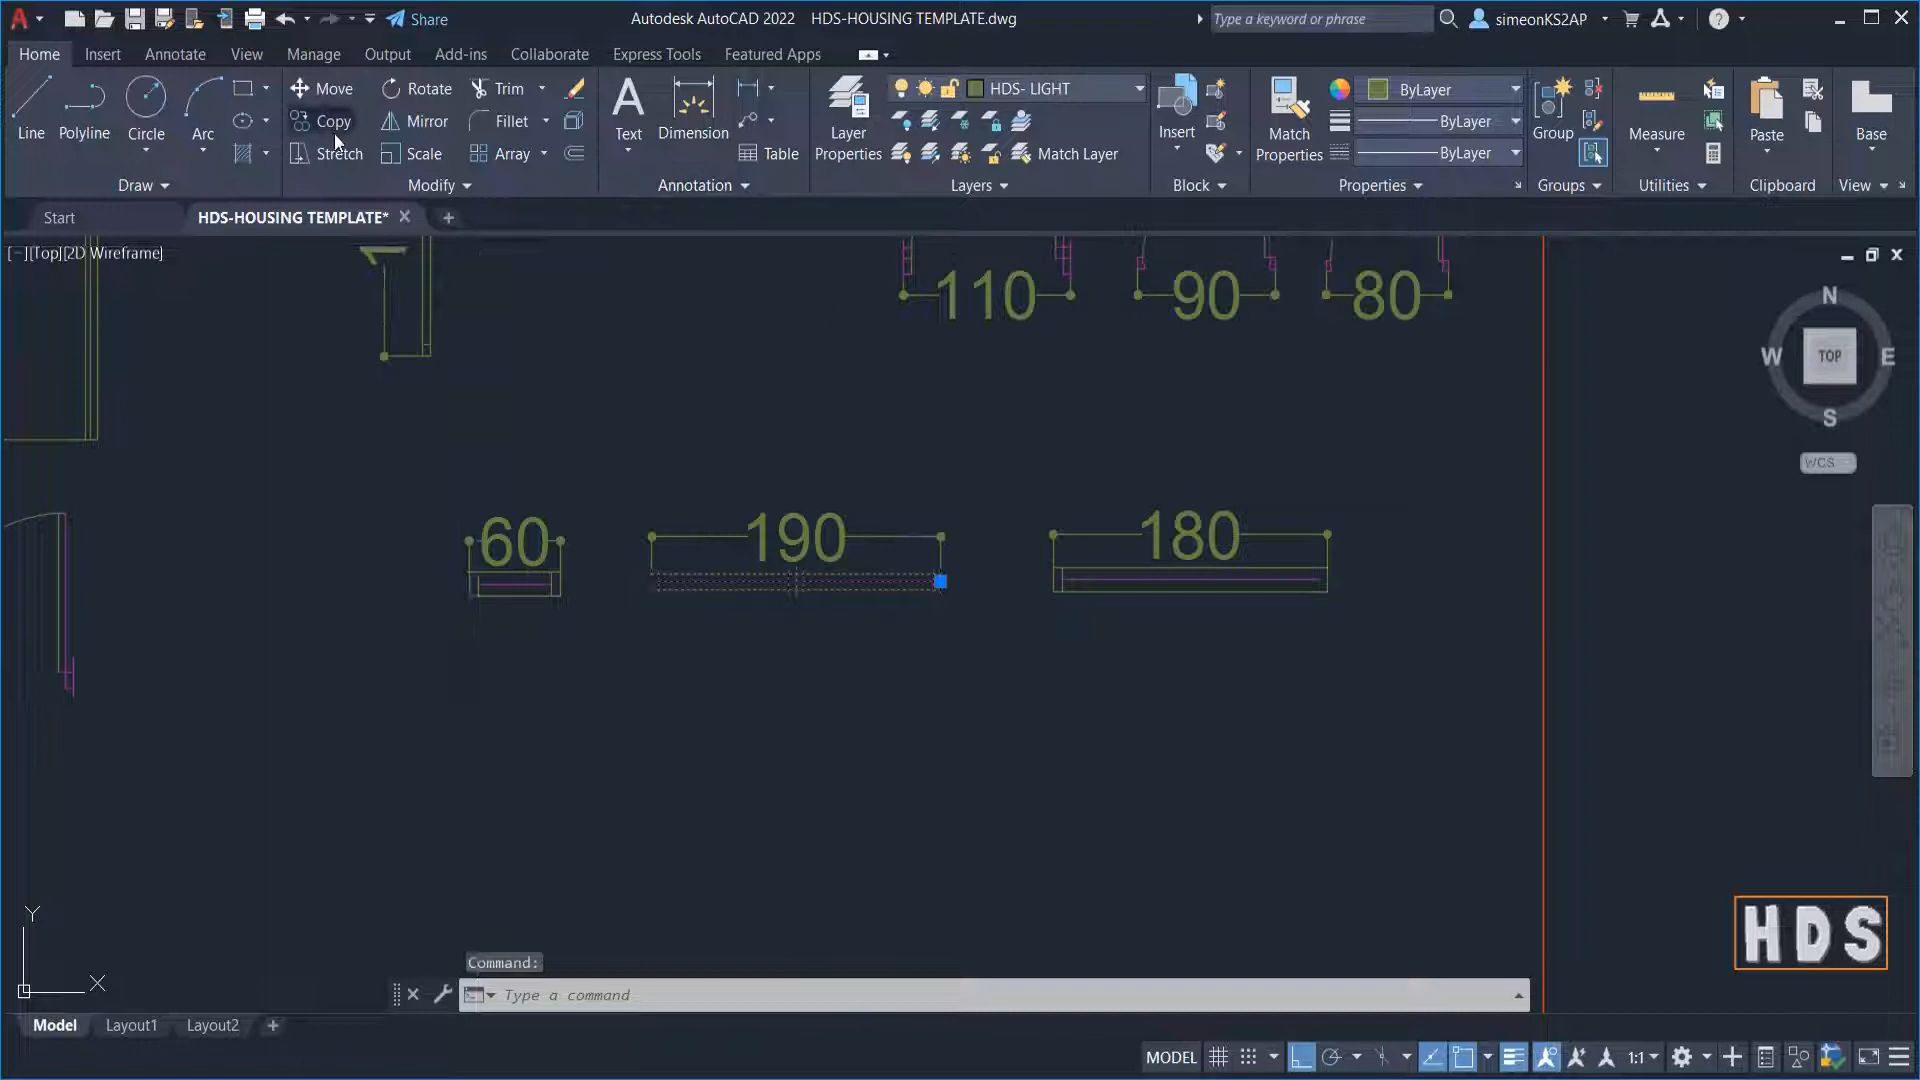 Share
Autodesk AutoCAD 2022 HDS-HOUSING TEMPLATE.dwg
Type a keyword or phrase
simeonKS2AP
Home Insert Annotate View Manage Output Add-ins Collaborate Express Tools Featured Apps
Line Polyline Circle Arc
Move Rotate Trim
Copy Mirror Fillet
Stretch Scale Array
Text Dimension
Table
Layer Properties
HDS- LIGHT
Match Layer
Insert
Match Properties
ByLayer
ByLayer
ByLayer
Group
Measure
Paste
Base
Draw Modify Annotation Layers Block Properties Groups Utilities Clipboard View
Start HDS-HOUSING TEMPLATE*
[-][Top][2D Wireframe]
110 90 80
N
W TOP E
S
WCS
60 190 180
HDS
Y
X
Command:
Type a command
Model Layout1 Layout2
MODEL 1:1